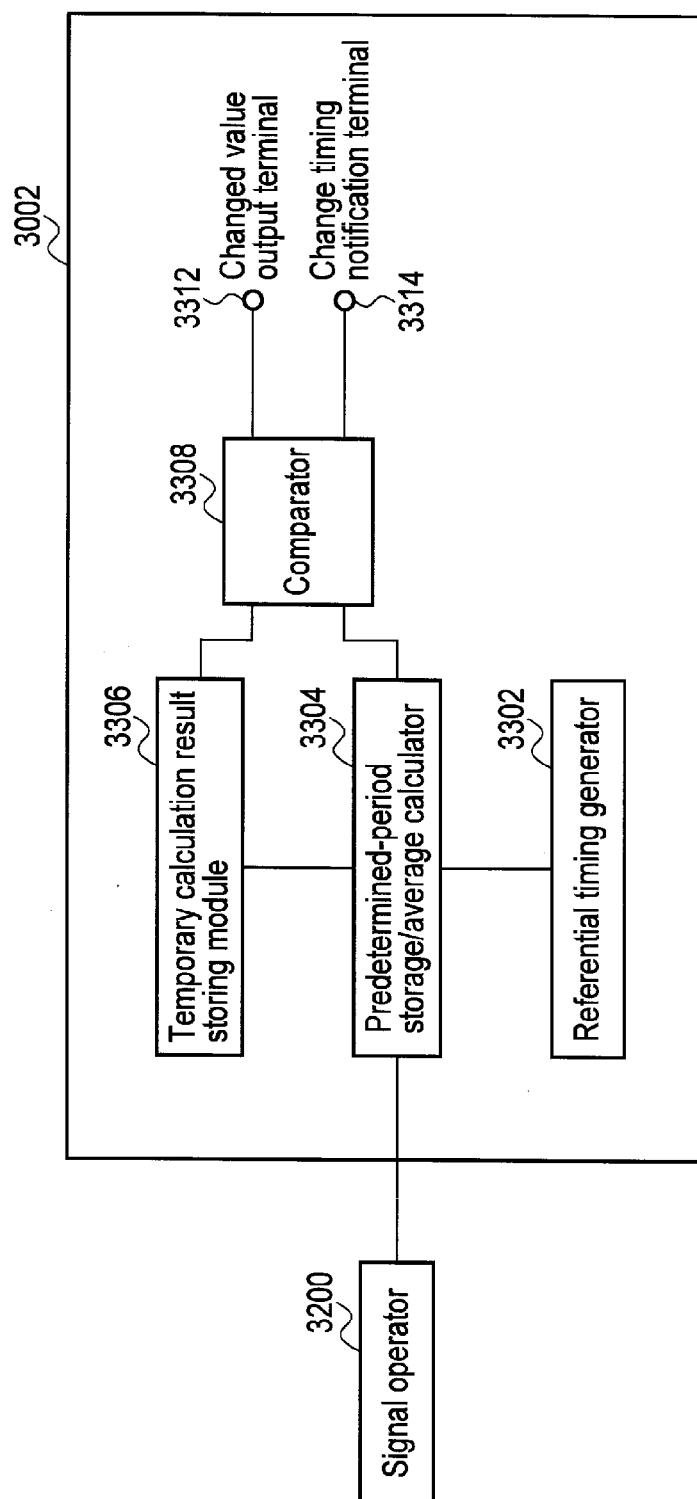 3002
3200
Signal operator
3306
Temporary calculation result
storing module
3304
Predetermined-period
storage/average calculator
3302
Referential timing generator
3308
Comparator
3312
Changed value
output terminal
Change timing
notification terminal
3314